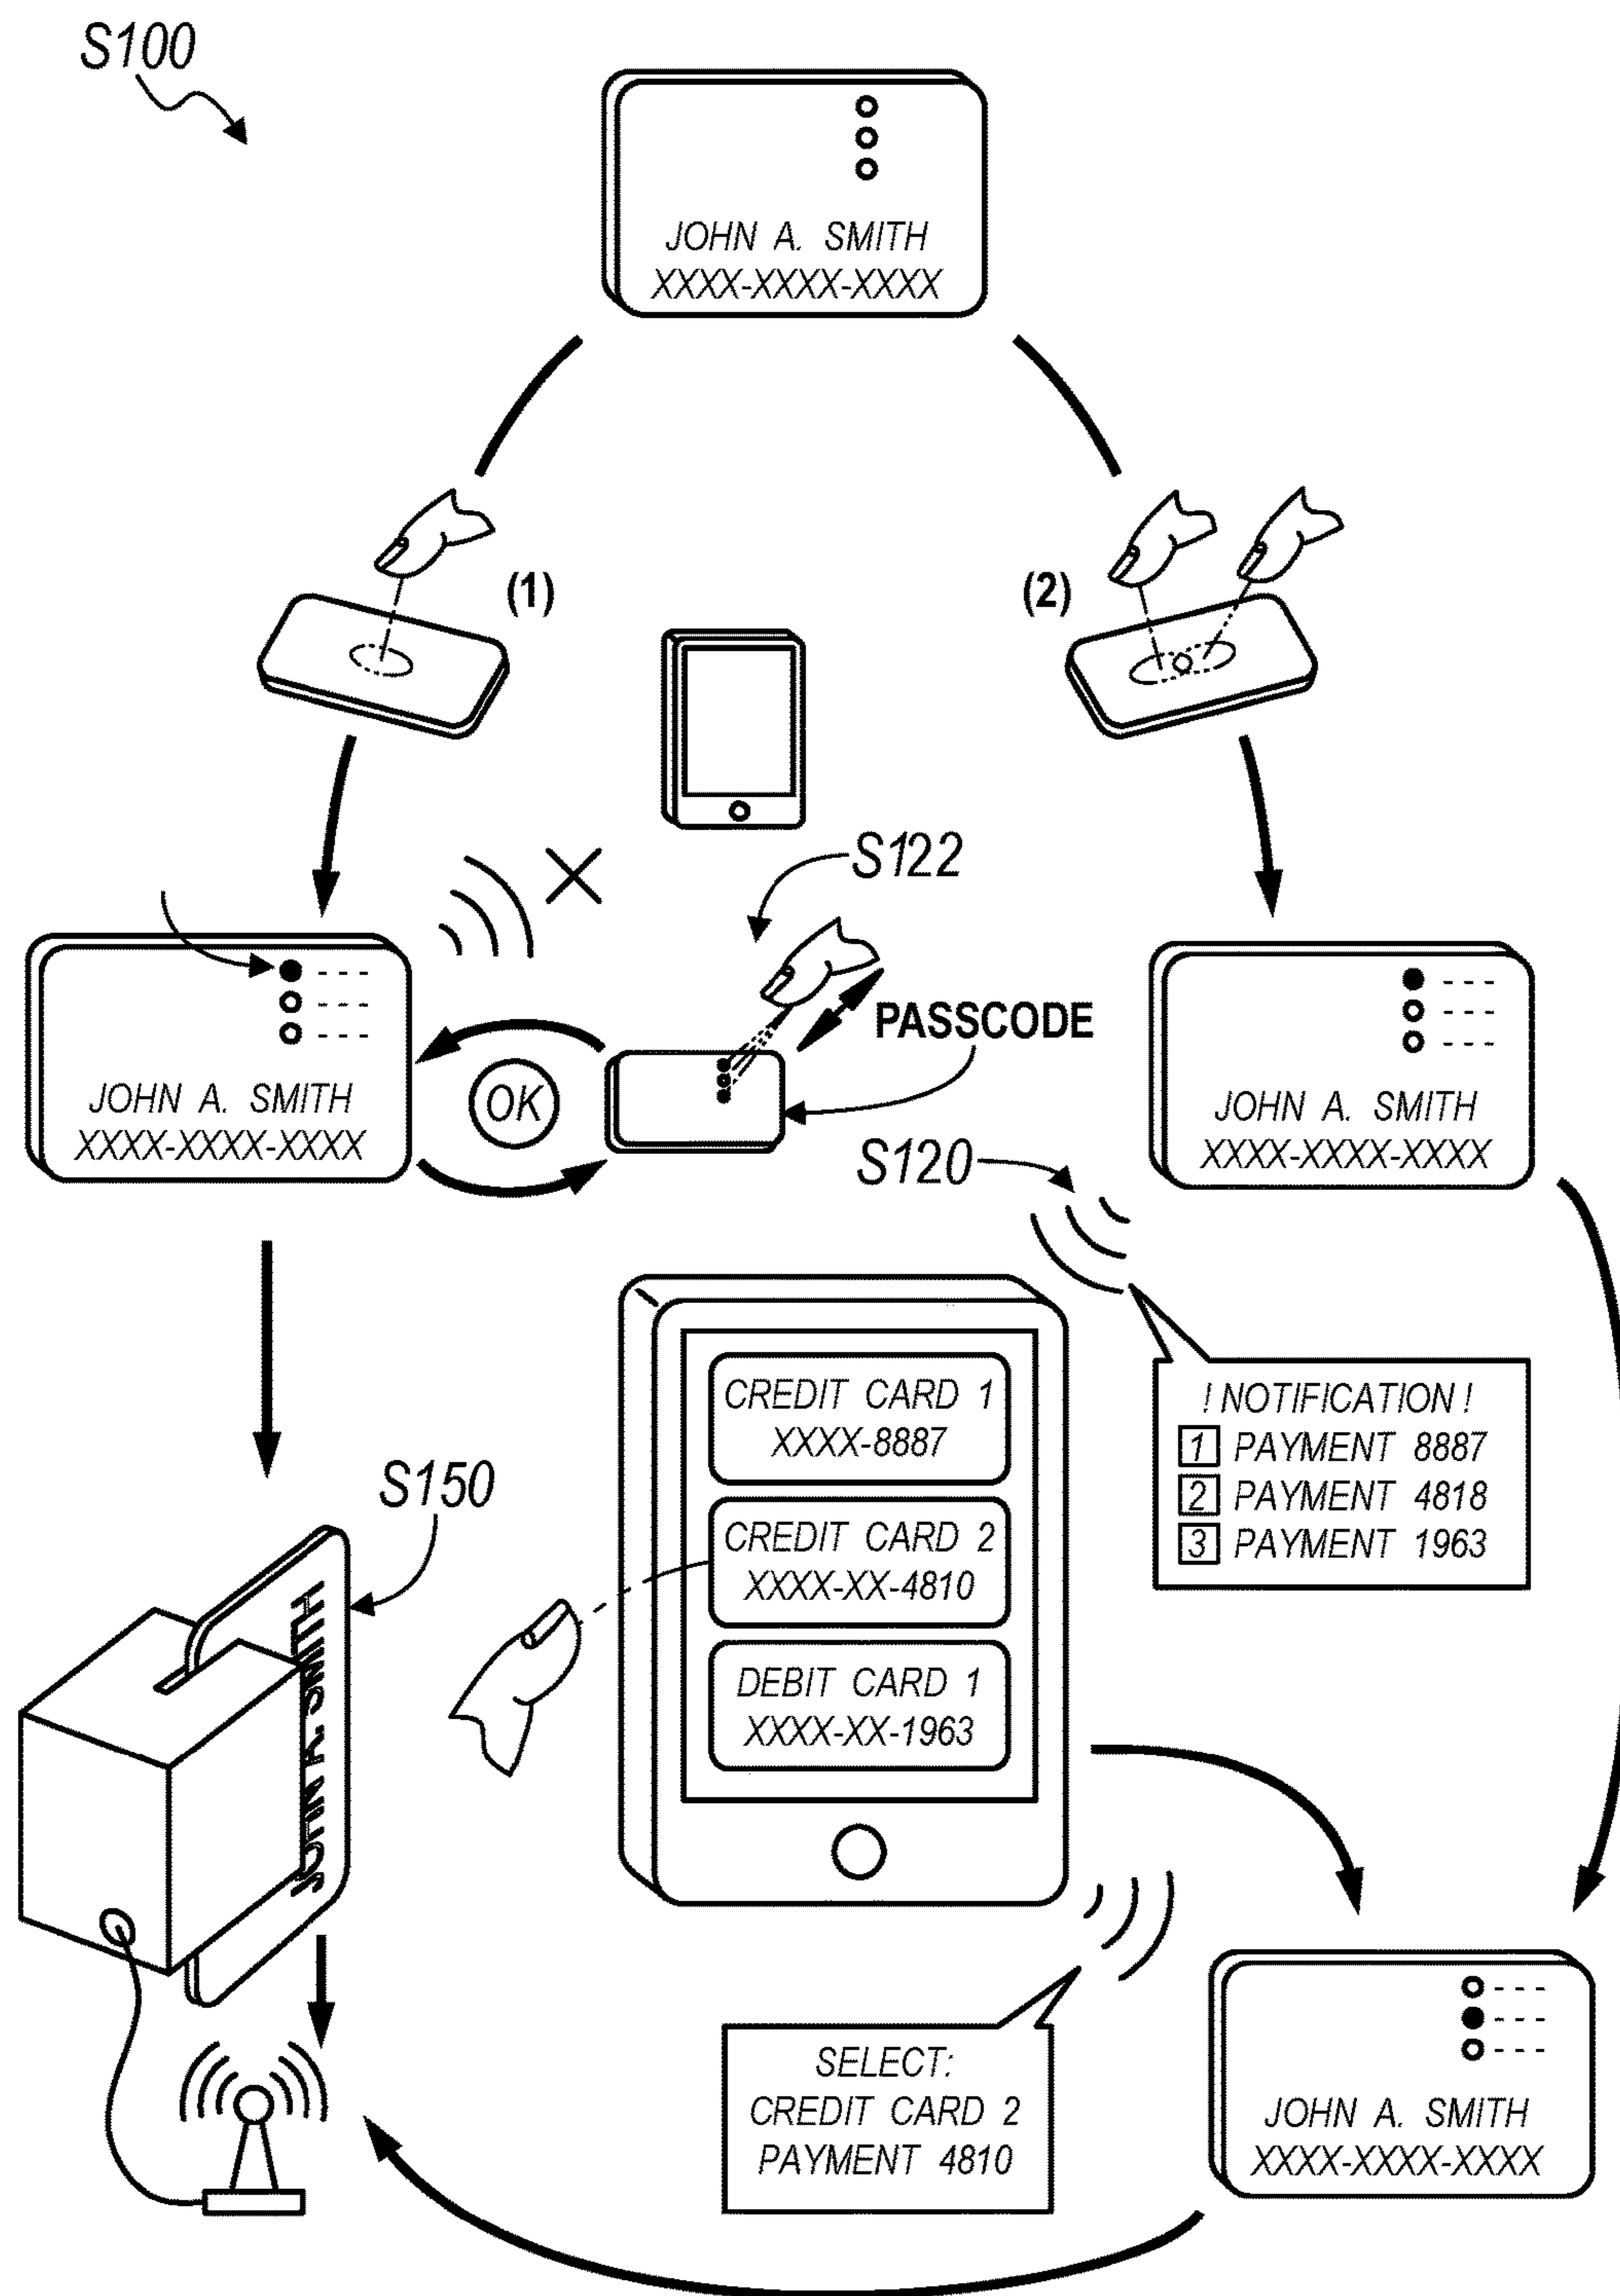 S100
JOHN A. SMITH
XXXX-XXXX-XXXX
(1)
(2)
S122
PASSCODE
OK
JOHN A. SMITH
XXXX-XXXX-XXXX
JOHN A. SMITH
XXXX-XXXX-XXXX
S120
CREDIT CARD 1
XXXX-8887
CREDIT CARD 2
XXXX-XX-4810
DEBIT CARD 1
XXXX-XX-1963
! NOTIFICATION !
1 PAYMENT 8887
2 PAYMENT 4818
3 PAYMENT 1963
S150
JOHN A. SMITH
SELECT:
CREDIT CARD 2
PAYMENT 4810
JOHN A. SMITH
XXXX-XXXX-XXXX